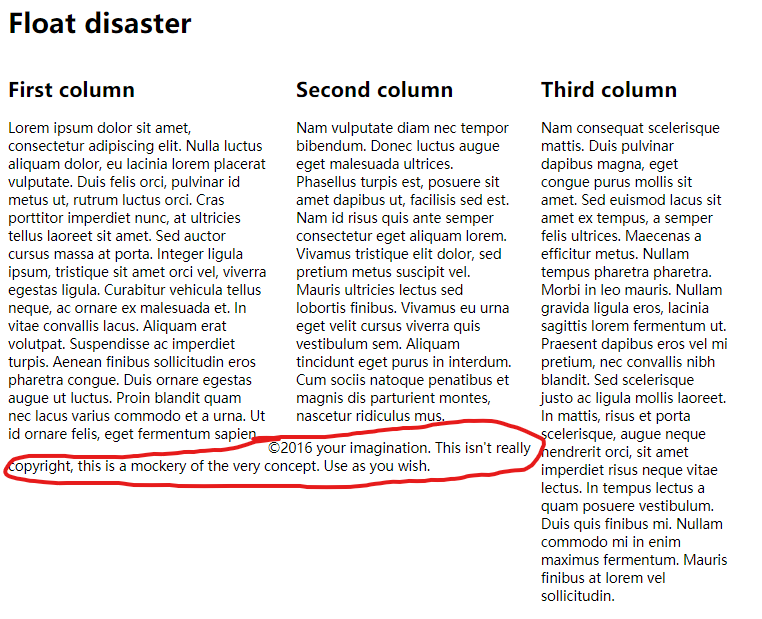 Float disaster
First column
Lorem ipsum dolor sit amet,
consectetur adipiscing elit. Nulla luctus
aliquam dolor, eu lacinia lorem placerat
vulputate. Duis felis orci, pulvinar id
metus ut, rutrum luctus orci. Cras
porttitor imperdiet nunc, at ultricies
tellus laoreet sit amet. Sed auctor
cursus massa at porta. Integer ligula
ipsum, tristique sit amet orci vel, viverra
egestas ligula. Curabitur vehicula tellus
neque, ac ornare ex malesuada et. In
vitae convallis lacus. Aliquam erat
volutpat. Suspendisse ac imperdiet
turpis. Aenean finibus sollicitudin eros
pharetra congue. Duis ornare egestas
augue ut luctus. Proin blandit quam
nec lacus varius commodo et a urna. Ut
id ornare felis, eget fermentum sapien.
Second column
Nam vulputate diam nec tempor
bibendum. Donec luctus augue
eget malesuada ultrices.
Phasellus turpis est, posuere sit
amet dapibus ut, facilisis sed est.
Nam id risus quis ante semper
consectetur eget aliquam lorem.
Vivamus tristique elit dolor, sed
pretium metus suscipit vel.
Mauris ultricies lectus sed
lobortis finibus. Vivamus eu urna
eget velit cursus viverra quis
vestibulum sem. Aliquam
tincidunt eget purus in interdum.
Cum sociis natoque penatibus et
magnis dis parturient montes,
nascetur ridiculus mus.
Third column
Nam consequat scelerisque
mattis. Duis pulvinar
dapibus magna, eget
congue purus mollis sit
amet. Sed euismod lacus sit
amet ex tempus, a semper
felis ultrices. Maecenas a
efficitur metus. Nullam
tempus pharetra pharetra.
Morbi in leo mauris. Nullam
gravida ligula eros, lacinia
sagittis lorem fermentum ut.
Praesent dapibus eros vel mi
pretium, nec convallis nibh
blandit. Sed scelerisque
justo ac ligula mollis laoreet.
In mattis, risus et porta
scelerisque, augue neque
hendrerit orci, sit amet
imperdiet risus neque vitae
lectus. In tempus lectus a
quam posuere vestibulum.
Duis quis finibus mi. Nullam
commodo mi in enim
maximus fermentum. Mauris
finibus at lorem vel
sollicitudin.
©2016 your imagination. This isn't really
copyright, this is a mockery of the very concept. Use as you wish.